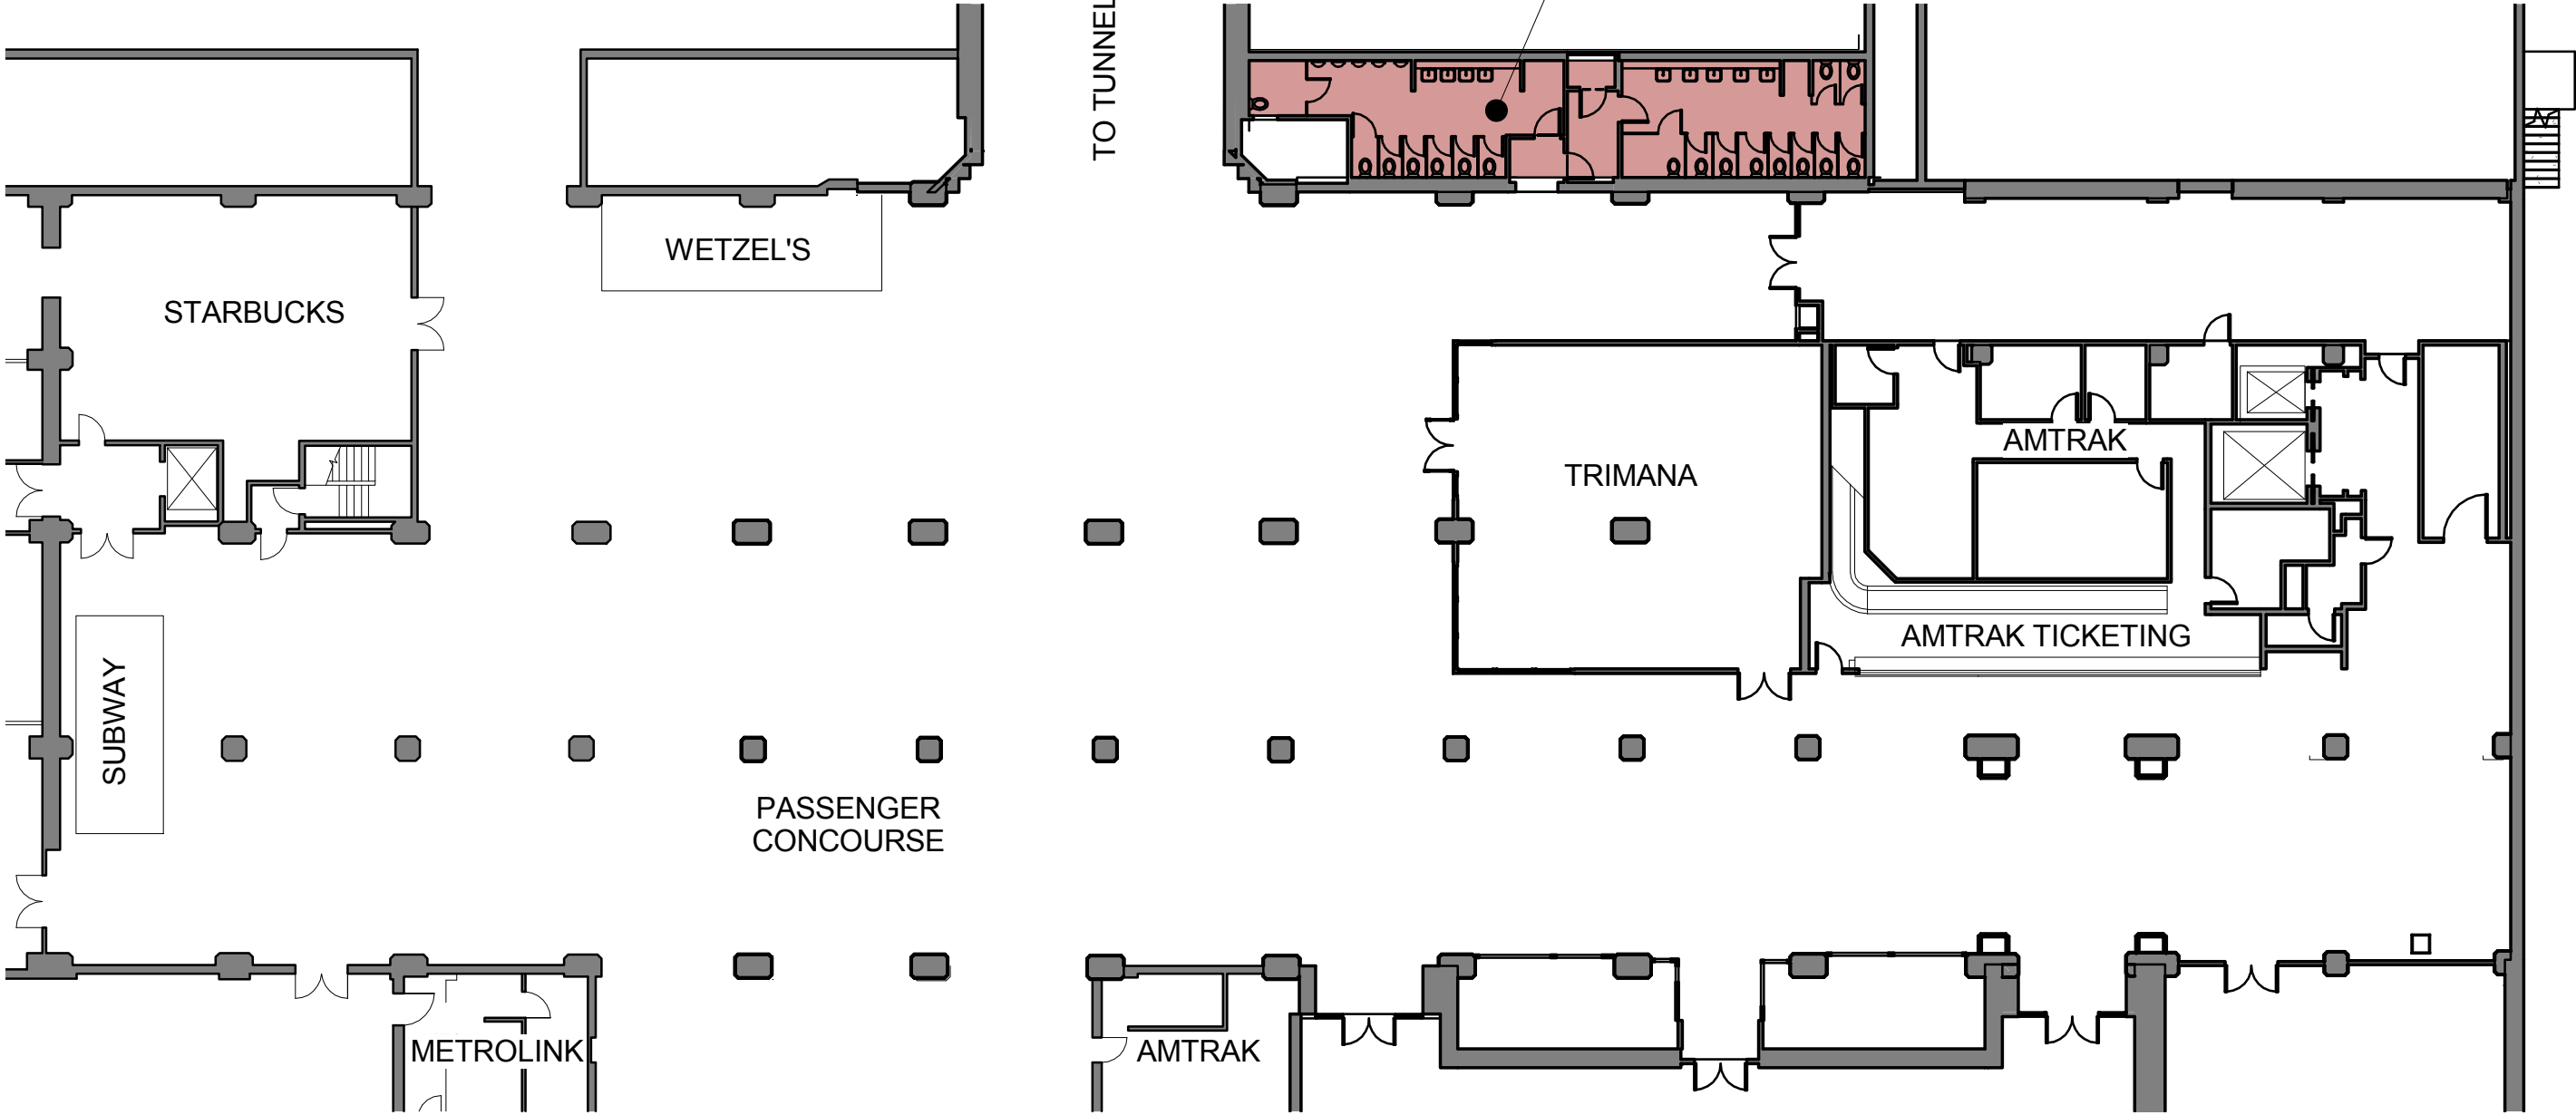 TO TUNNEL
WETZEL'S
STARBUCKS
AMTRAK
TRIMANA
AMTRAK TICKETING
SUBWAY
PASSENGER
CONCOURSE
METROLINK
AMTRAK